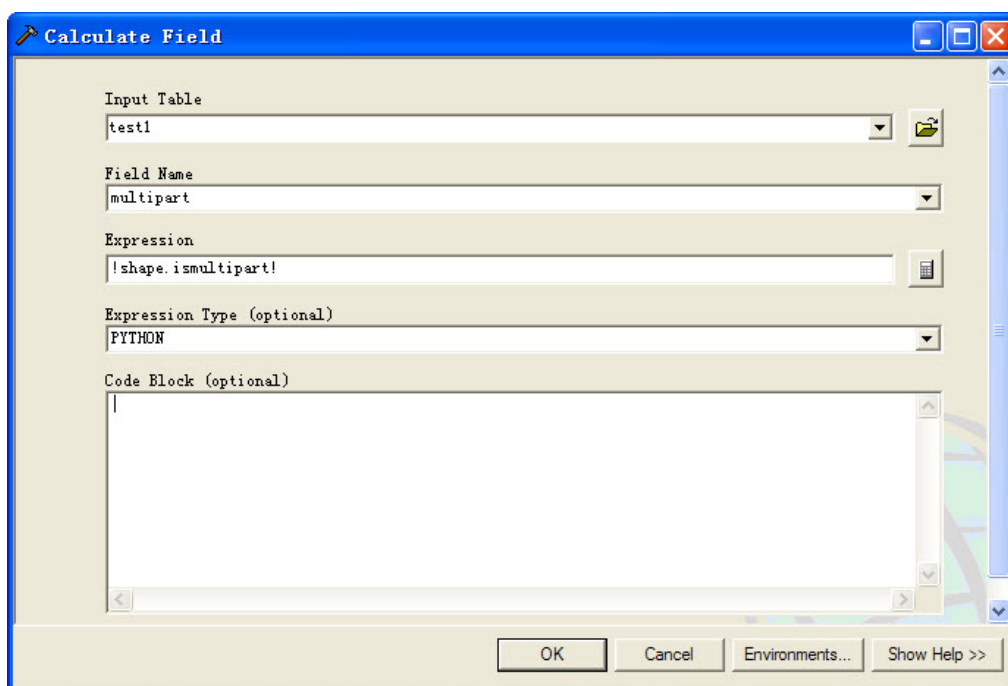 Calculate Field
Input Table
test1
Field Name
multipart
Expression
!shape.ismultipart!
Expression Type (optional)
PYTHON
Code Block (optional)
OK Cancel Environments... Show Help >>